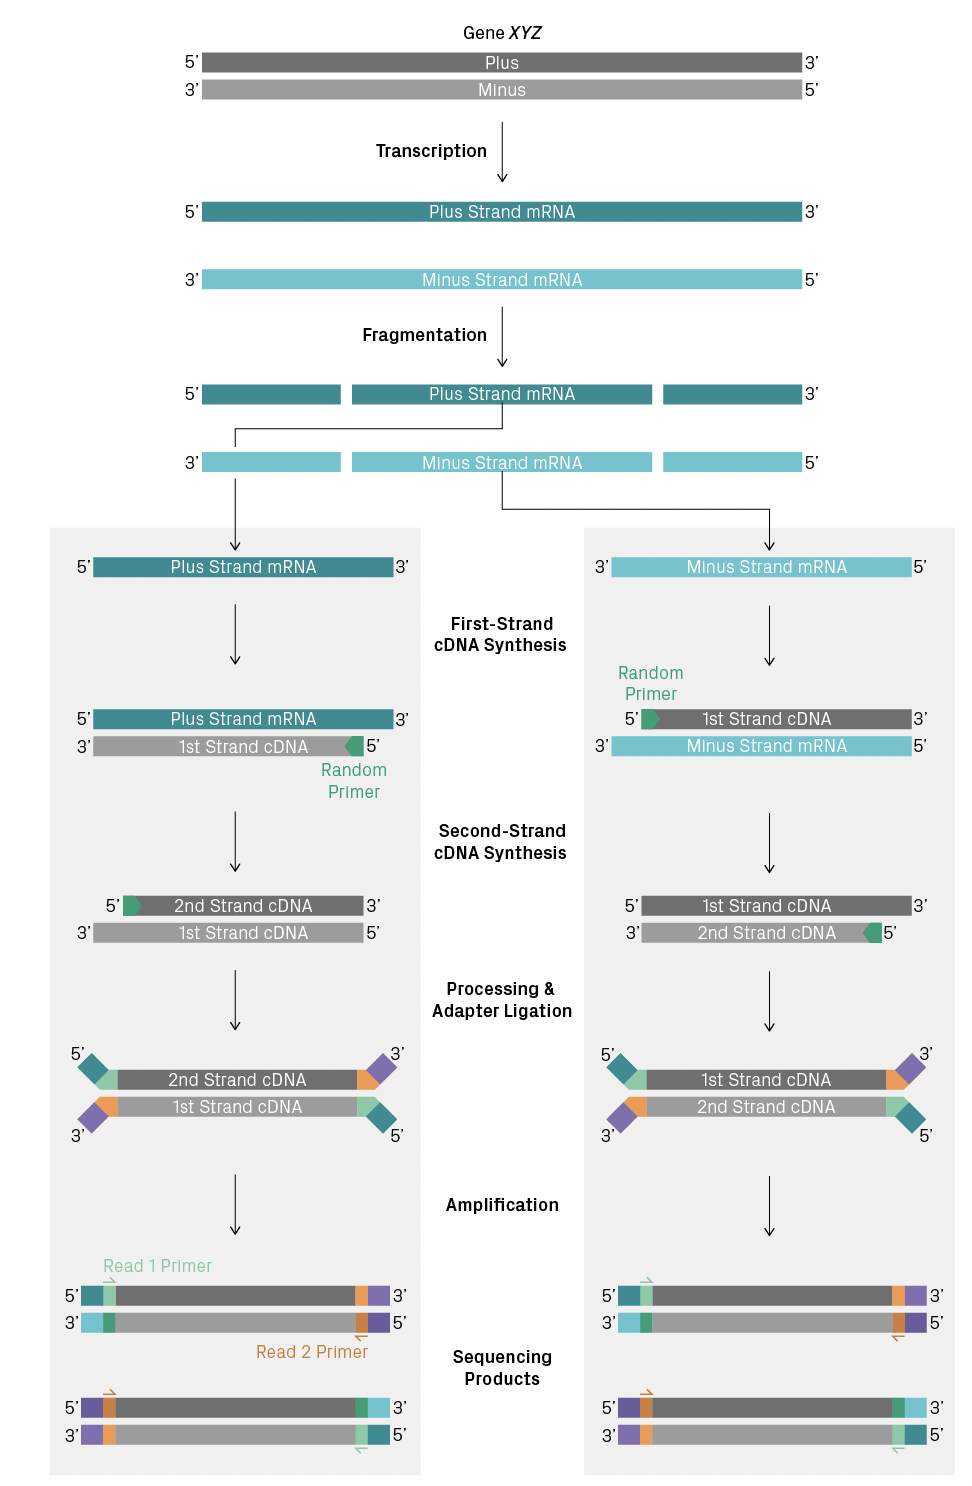 Gene XYZ
5’ Plus 3’
3’ Minus 5’
Transcription
5’ Plus Strand mRNA 3’
3’ Minus Strand mRNA 5’
Fragmentation
5’ Plus Strand mRNA 3’
3’ Minus Strand mRNA 5’
5’ Plus Strand mRNA 3’
3’ Minus Strand mRNA 5’
First-Strand
cDNA Synthesis
5’ Plus Strand mRNA 3’
3’ 1st Strand cDNA 5’
Random
Primer
Random
Primer
5’ 1st Strand cDNA 3’
3’ Minus Strand mRNA 5’
Second-Strand
cDNA Synthesis
5’ 2nd Strand cDNA 3’
3’ 1st Strand cDNA 5’
5’ 1st Strand cDNA 3’
3’ 2nd Strand cDNA 5’
Processing &
Adapter Ligation
5’ 3’
2nd Strand cDNA
1st Strand cDNA
3’ 5’
5’ 3’
1st Strand cDNA
2nd Strand cDNA
3’ 5’
Amplification
Read 1 Primer
5’ 3’
3’ 5’
Read 2 Primer
5’ 3’
3’ 5’
Sequencing
Products
5’ 3’
3’ 5’
5’ 3’
3’ 5’